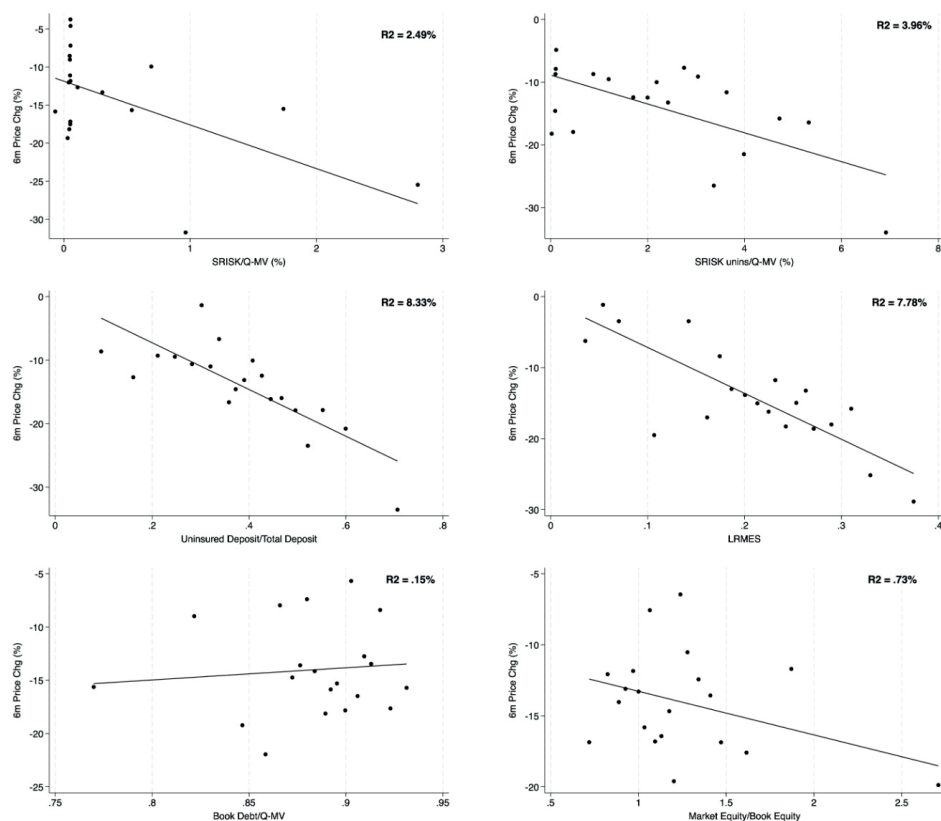 R2 = 2.49%
6m Price Chg (%)
-5
-10
-15
-20
-25
-30
0 1 2 3
SRISK/Q-MV (%)
R2 = 3.96%
6m Price Chg (%)
0
-10
-20
-30
0 2 4 6 8
SRISK unins/Q-MV (%)
R2 = 8.33%
6m Price Chg (%)
0
-10
-20
-30
0 .2 .4 .6 .8
Uninsured Deposit/Total Deposit
R2 = 7.78%
6m Price Chg (%)
0
-10
-20
-30
0 .1 .2 .3 .4
LRMES
R2 = .15%
6m Price Chg (%)
-5
-10
-15
-20
-25
.75 .8 .85 .9 .95
Book Debt/Q-MV
R2 = .73%
6m Price Chg (%)
-5
-10
-15
-20
.5 1 1.5 2 2.5
Market Equity/Book Equity